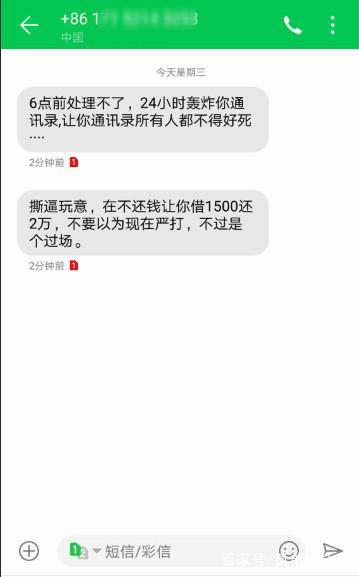 +86 1
中国
今天星期三
6点前处理不了，24小时轰炸你通
讯录,让你通讯录所有人都不得好死
....
2分钟前 1
撕逼玩意，在不还钱让你借1500还
2万，不要以为现在严打，不过是
个过场。
2分钟前 1
1 2 短信/彩信
百家号